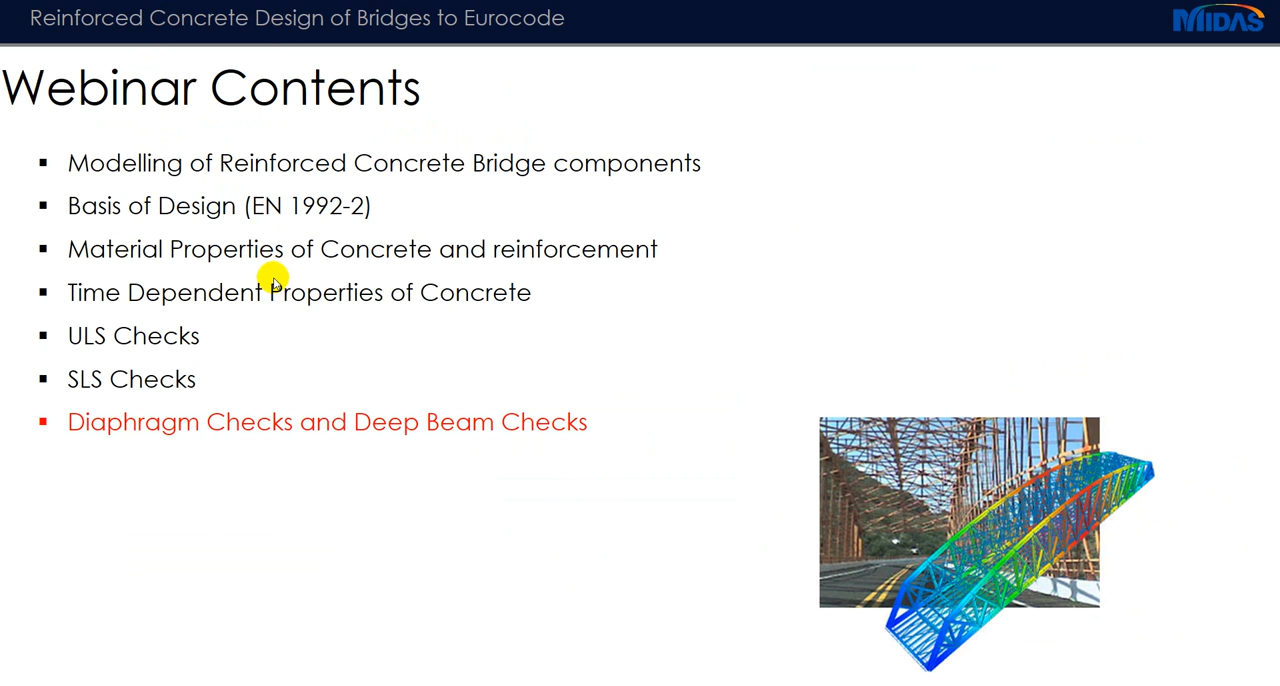 Reinforced Concrete Design of Bridges to Eurocode
MIDAS
Webinar Contents
▪ Modelling of Reinforced Concrete Bridge components
▪ Basis of Design (EN 1992-2)
▪ Material Properties of Concrete and reinforcement
▪ Time Dependent Properties of Concrete
▪ ULS Checks
▪ SLS Checks
▪ Diaphragm Checks and Deep Beam Checks